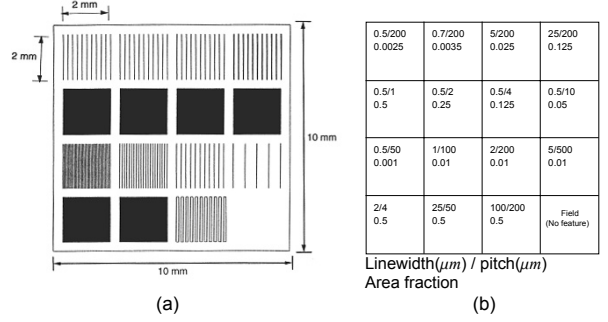 2 mm
2 mm
10 mm
10 mm
(a)
0.5/200 0.7/200 5/200 25/200
0.0025 0.0035 0.025 0.125
0.5/1 0.5/2 0.5/4 0.5/10
0.5 0.25 0.125 0.05
0.5/50 1/100 2/200 5/500
0.001 0.01 0.01 0.01
2/4 25/50 100/200 Field
0.5 0.5 0.5 (No feature)
Linewidth(μm) / pitch(μm)
Area fraction
(b)